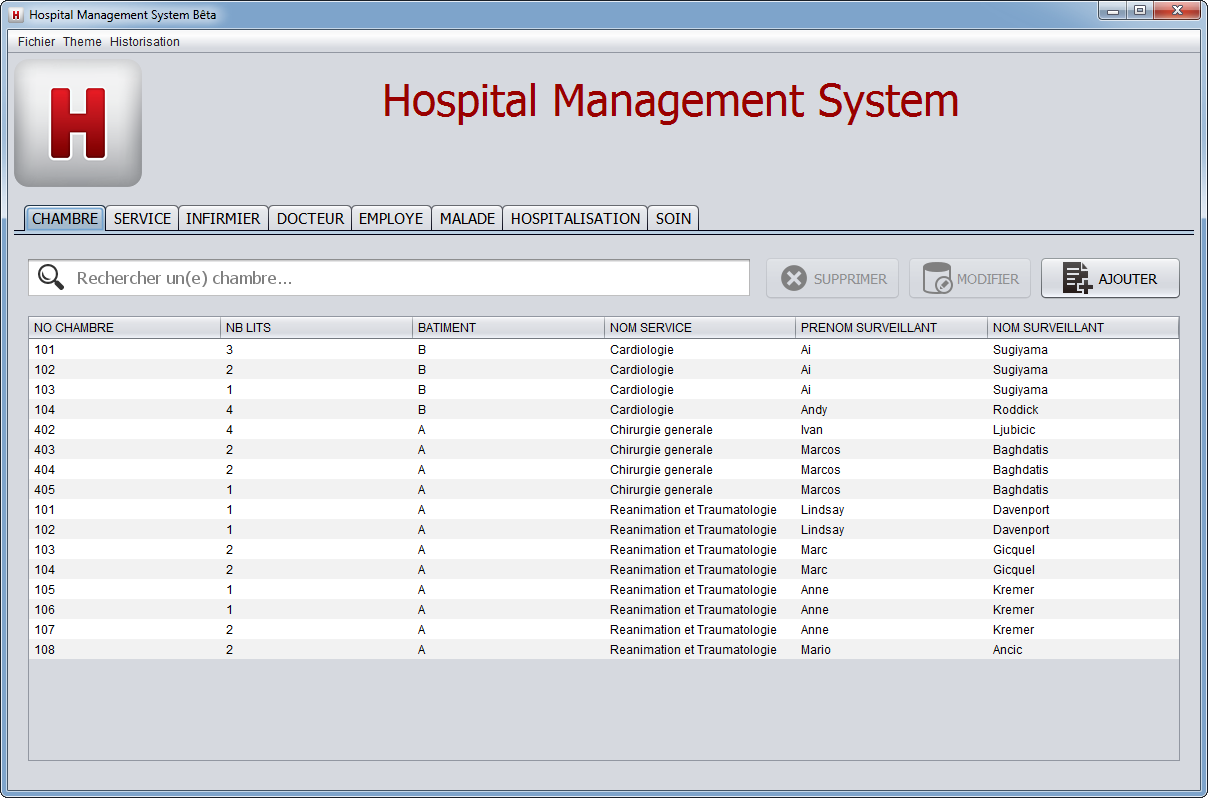 H Hospital Management System Bêta
Fichier Theme Historisation
H
Hospital Management System
CHAMBRE SERVICE INFIRMIER DOCTEUR EMPLOYE MALADE HOSPITALISATION SOIN
Rechercher un(e) chambre... SUPPRIMER MODIFIER AJOUTER
NO CHAMBRE NB LITS BATIMENT NOM SERVICE PRENOM SURVEILLANT NOM SURVEILLANT
101 3 B Cardiologie Ai Sugiyama
102 2 B Cardiologie Ai Sugiyama
103 1 B Cardiologie Ai Sugiyama
104 4 B Cardiologie Andy Roddick
402 4 A Chirurgie generale Ivan Ljubicic
403 2 A Chirurgie generale Marcos Baghdatis
404 2 A Chirurgie generale Marcos Baghdatis
405 1 A Chirurgie generale Marcos Baghdatis
101 1 A Reanimation et Traumatologie Lindsay Davenport
102 1 A Reanimation et Traumatologie Lindsay Davenport
103 2 A Reanimation et Traumatologie Marc Gicquel
104 2 A Reanimation et Traumatologie Marc Gicquel
105 1 A Reanimation et Traumatologie Anne Kremer
106 1 A Reanimation et Traumatologie Anne Kremer
107 2 A Reanimation et Traumatologie Anne Kremer
108 2 A Reanimation et Traumatologie Mario Ancic